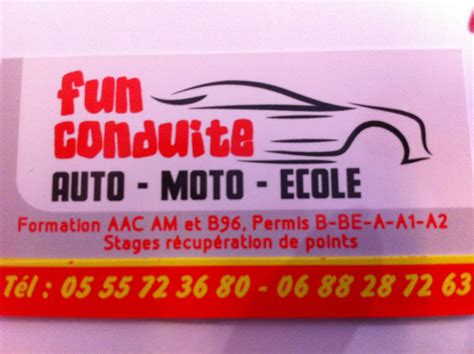 fun
conduite
AUTO - MOTO - ECOLE
Formation AAC AM et B96, Permis B-BE-A-A1-A2
Stages récupération de points
Tél : 05 55 72 36 80 - 06 88 28 72 63